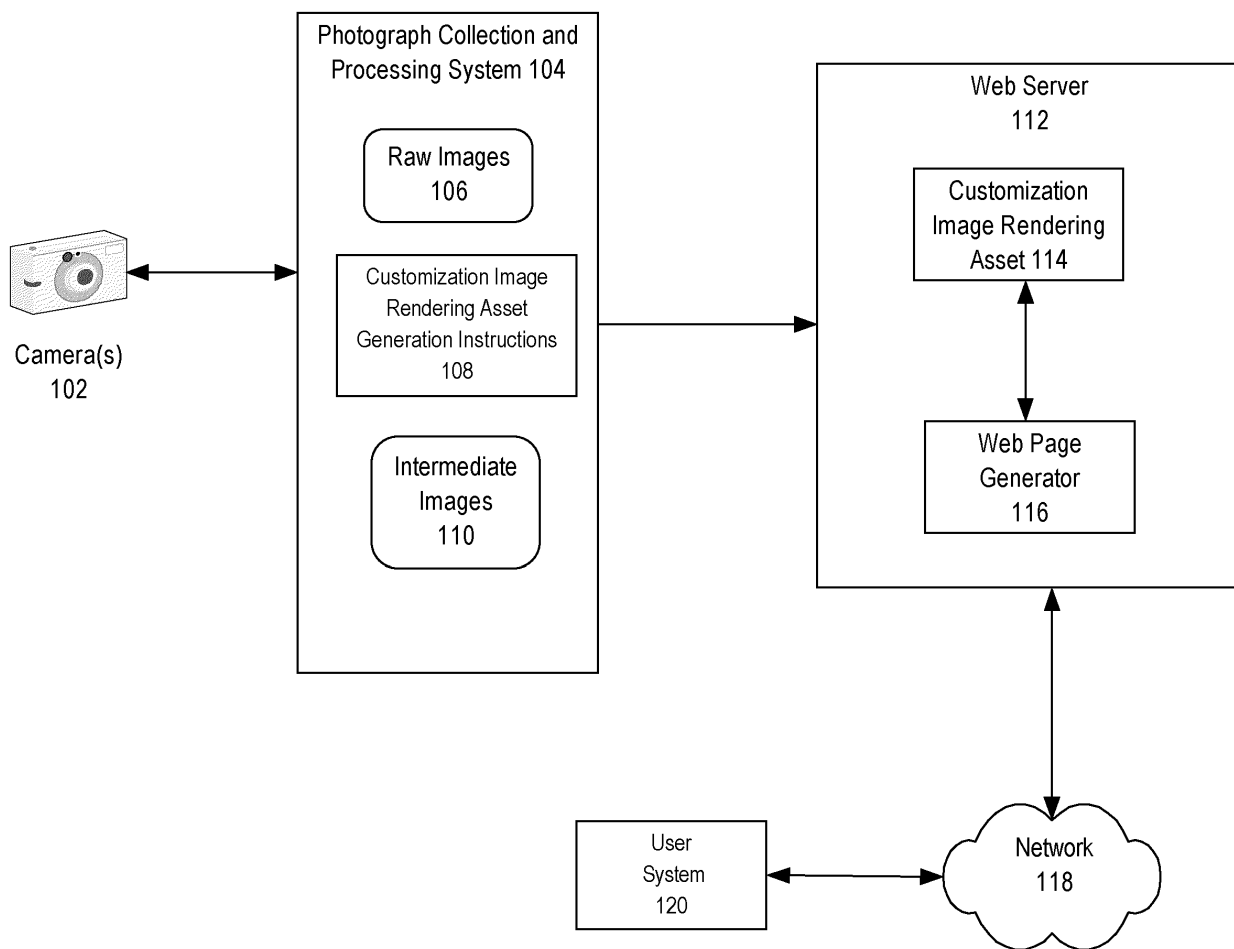 Photograph Collection and
Processing System 104
Raw Images
106
Customization Image
Rendering Asset
Generation Instructions
108
Intermediate
Images
110
Camera(s)
102
Web Server
112
Customization
Image Rendering
Asset 114
Web Page
Generator
116
User
System
120
Network
118